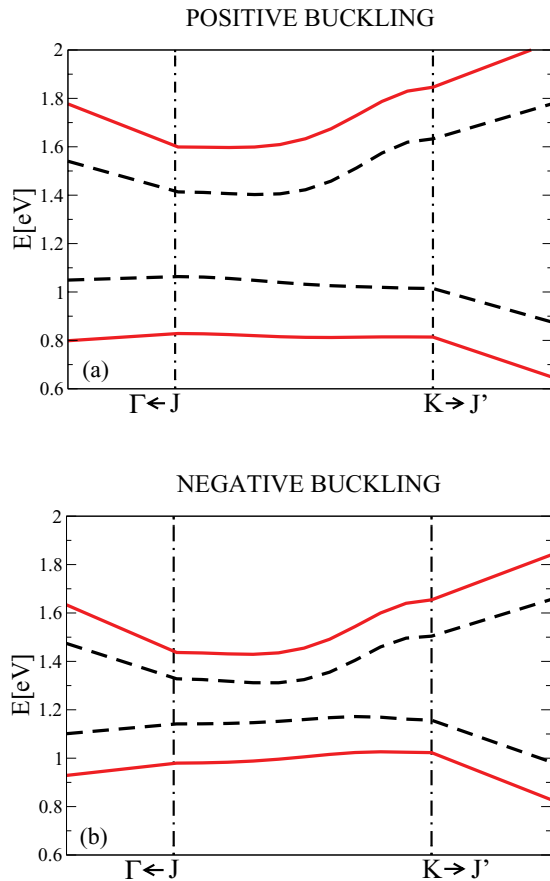 POSITIVE BUCKLING
2
1.8
1.6
1.4
1.2
1
0.8
0.6
E[eV]
(a)
Γ←J
K→J’
NEGATIVE BUCKLING
2
1.8
1.6
1.4
1.2
1
0.8
0.6
E[eV]
(b)
Γ←J
K→J’